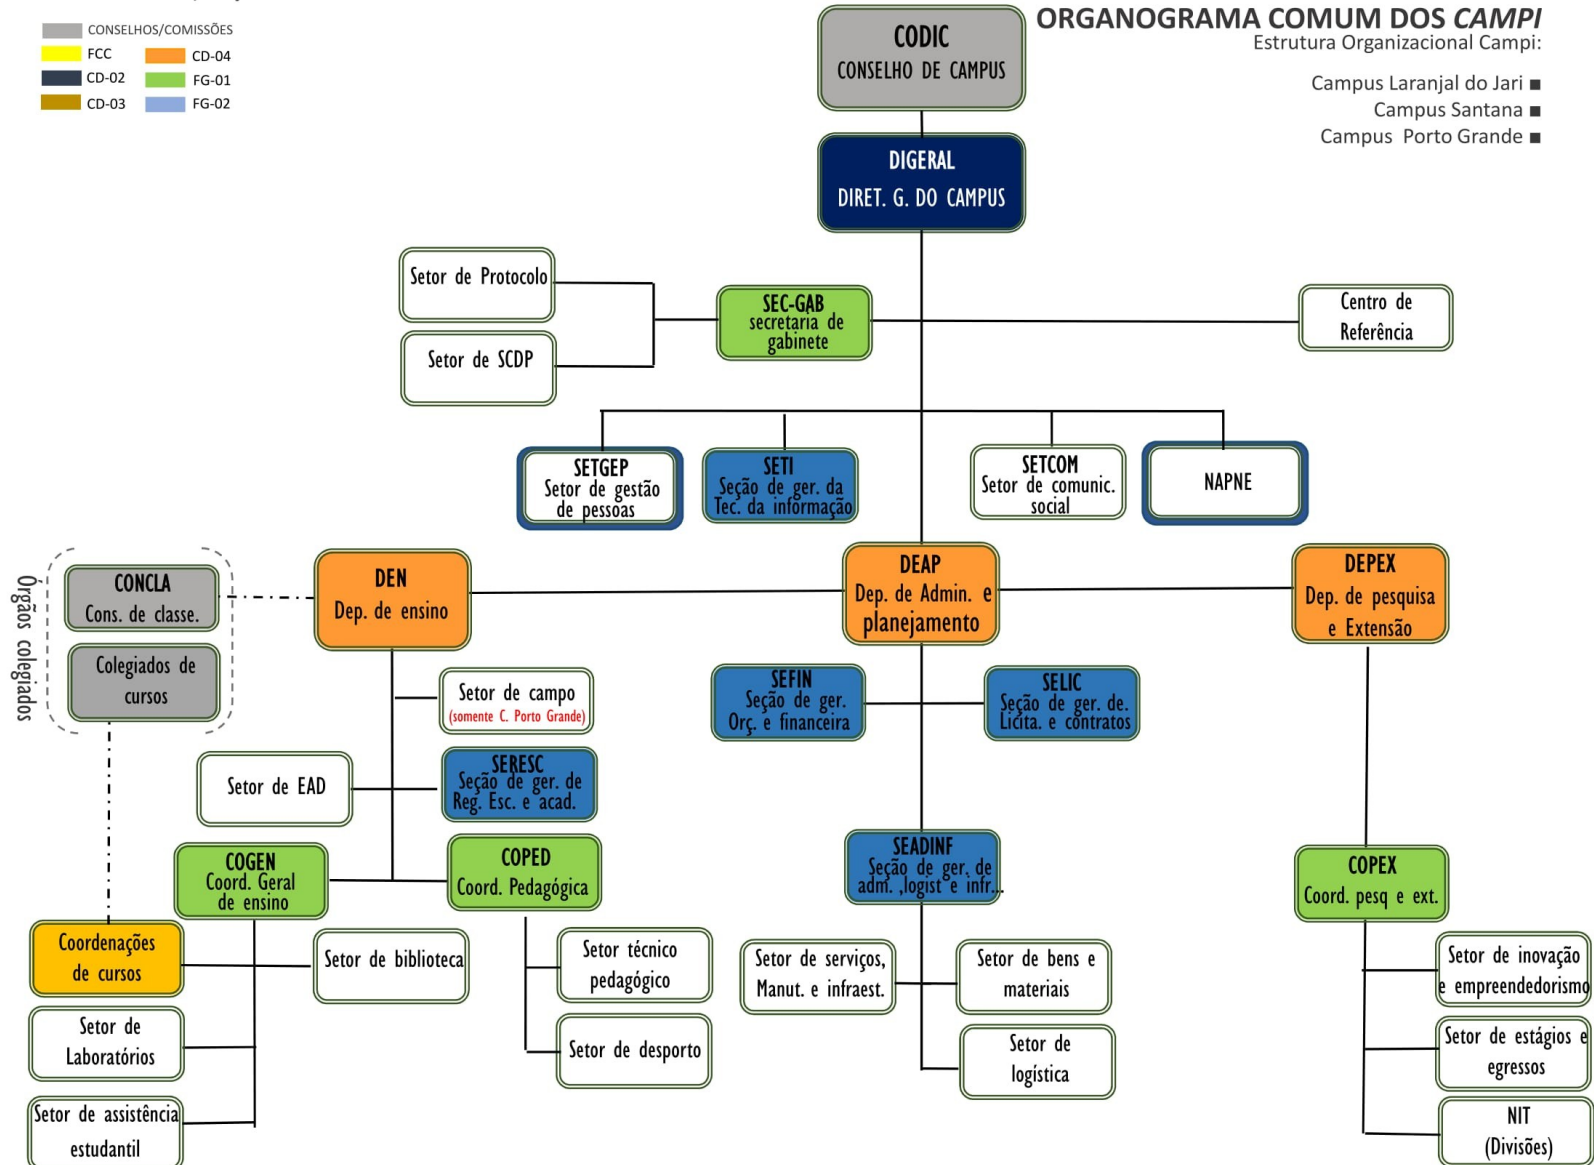 ORGANOGRAMA COMUM DOS CAMPI
Estrutura Organizacional Campi:
Campus Laranjal do Jari ■
Campus Santana ■
Campus Porto Grande ■
CONSELHOS/COMISSÕES
FCC
CD-04
CD-02
FG-01
CD-03
FG-02
CODIC
CONSELHO DE CAMPUS
DIGERAL
DIRET. G. DO CAMPUS
Setor de Protocolo
Setor de SCDP
SEC-GAB
secretaria de
gabinete
Centro de
Referência
SETGEP
Setor de gestão
de pessoas
SETI
Seção de ger. da
Tec. da informação
SETCOM
Setor de comunic.
social
NAPNE
Órgãos colegiados
CONCLA
Cons. de classe.
Colegiados de
cursos
DEN
Dep. de ensino
DEAP
Dep. de Admin. e
planejamento
DEPEX
Dep. de pesquisa
e Extensão
Setor de campo
(somente C. Porto Grande)
SEFIN
Seção de ger.
Orç. e financeira
SELIC
Seção de ger. de.
Licita. e contratos
Setor de EAD
SERESC
Seção de ger. de
Reg. Esc. e acad.
COGEN
Coord. Geral
de ensino
COPED
Coord. Pedagógica
SEADINF
Seção de ger. de
adm. ,logist e infr...
COPEX
Coord. pesq e ext.
Coordenações
de cursos
Setor de biblioteca
Setor técnico
pedagógico
Setor de serviços,
Manut. e infraest.
Setor de bens e
materiais
Setor de inovação
e empreendedorismo
Setor de
Laboratórios
Setor de desporto
Setor de
logística
Setor de estágios e
egressos
Setor de assistência
estudantil
NIT
(Divisões)